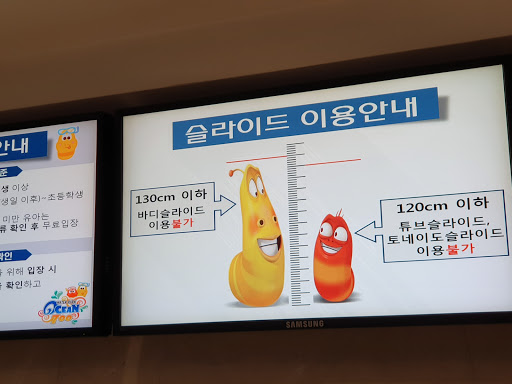 안내
준
생 이상
생일 이후)~초등학생
미만 유아는
류 확인 후 무료입장
확인
을 위해 입장 시
을 확인하고
OCEAN
슬라이드 이용안내
130cm 이하
바디슬라이드
이용불가
120cm 이하
튜브슬라이드,
토네이도슬라이드
이용불가
SAMSUNG